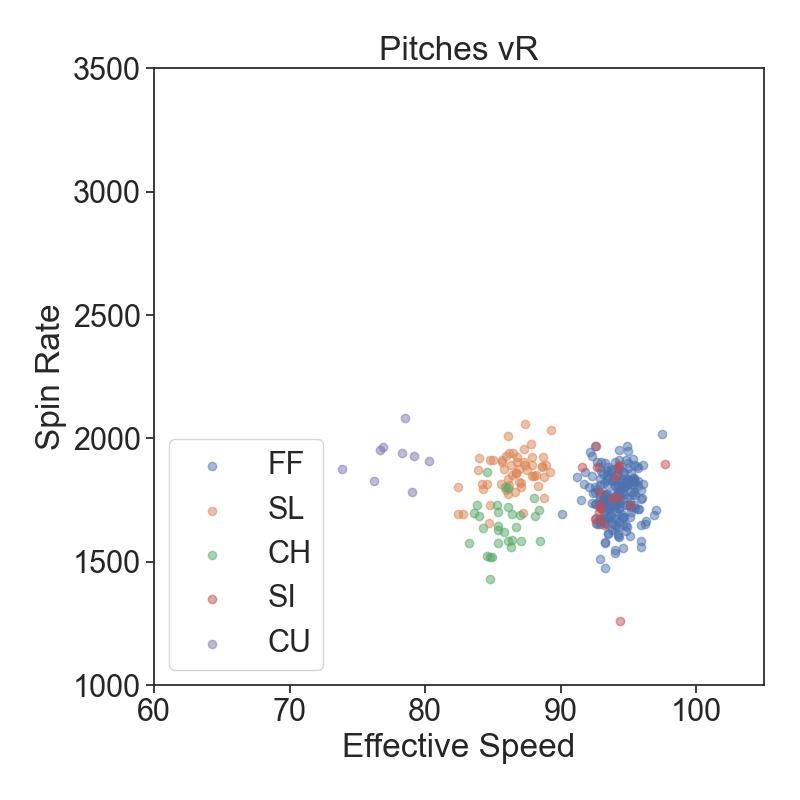 Pitches vR
3500
3000
2500
2000
1500
1000
Spin Rate
FF
SL
CH
SI
CU
60 70 80 90 100
Effective Speed